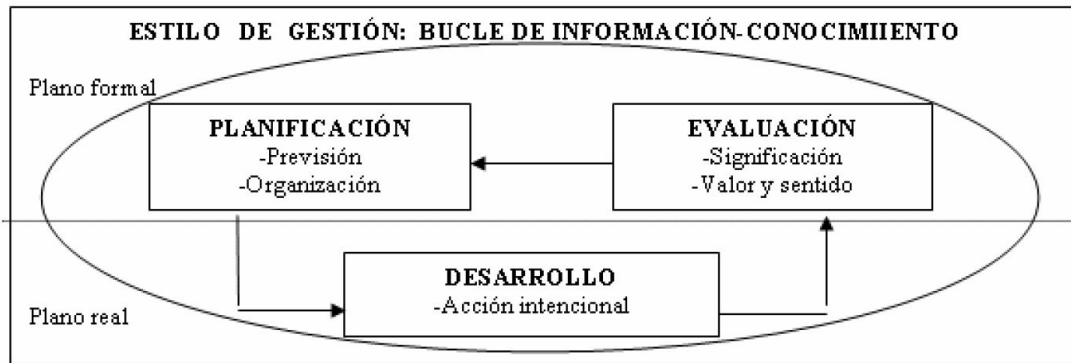 ESTILO DE GESTIÓN: BUCLE DE INFORMACIÓN-CONOCIMIIENTO
Plano formal
PLANIFICACIÓN
-Previsión
-Organización
EVALUACIÓN
-Significación
-Valor y sentido
DESARROLLO
-Acción intencional
Plano real